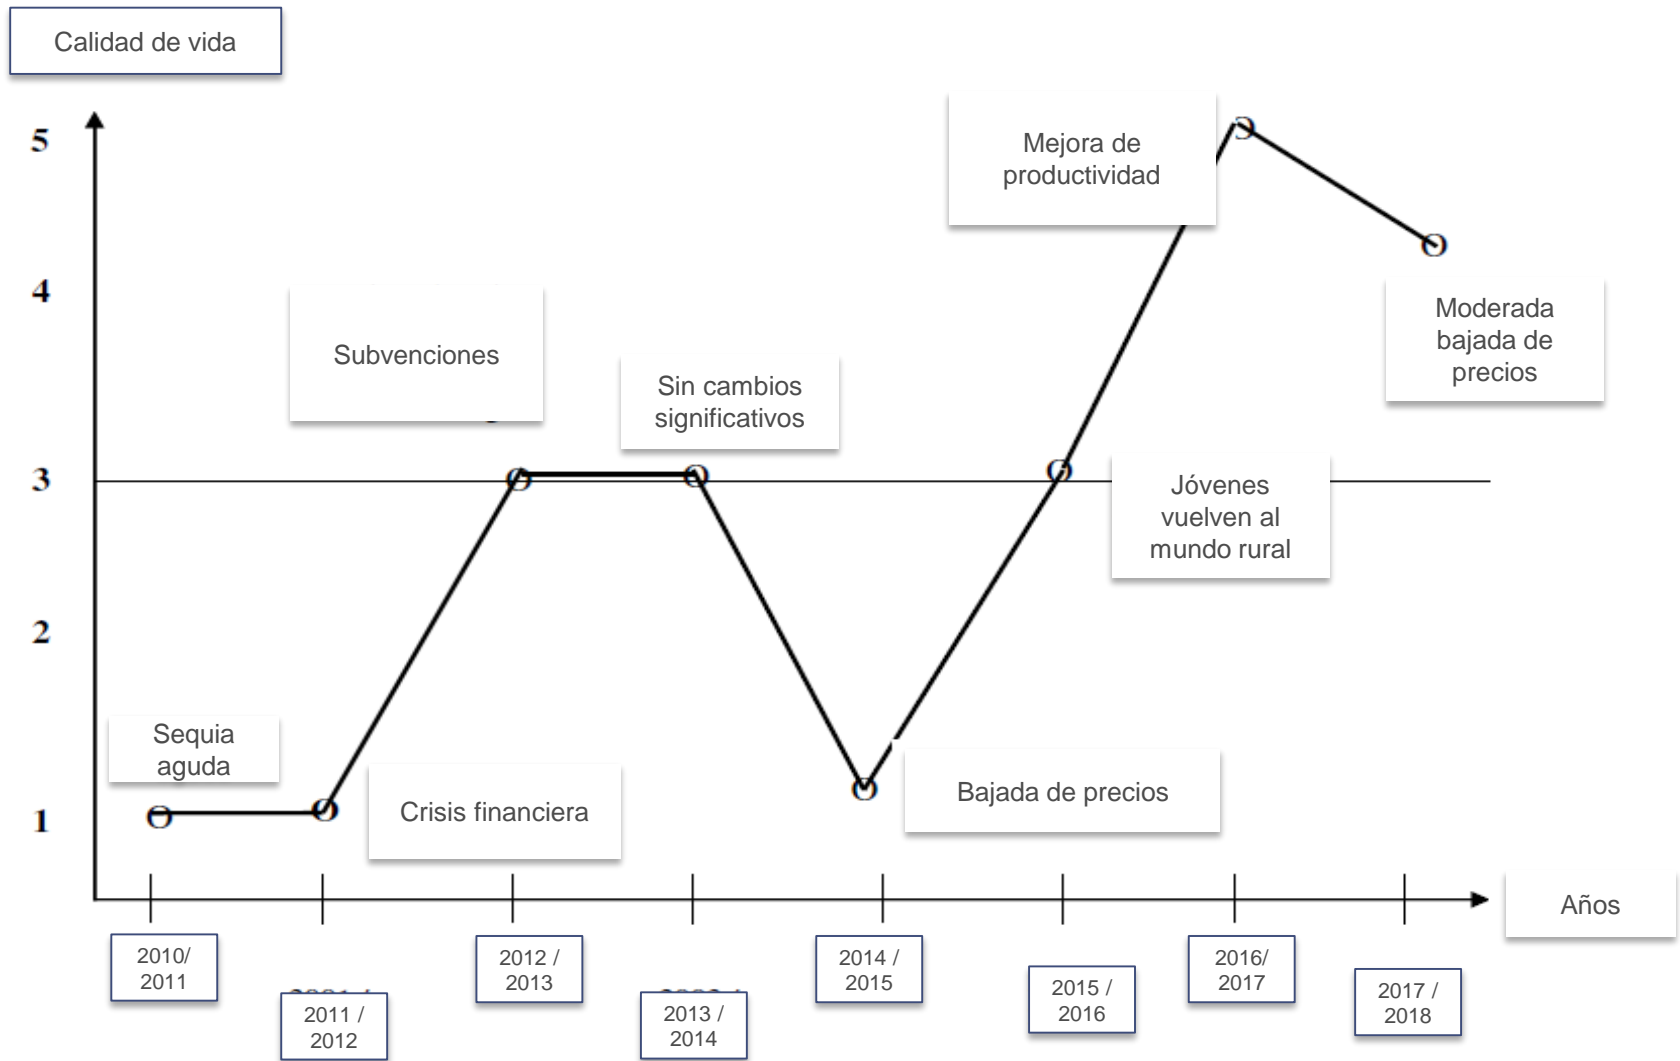 Calidad de vida
5
Mejora de
productividad
4
Moderada
bajada de
precios
Subvenciones
Sin cambios
significativos
3
Jóvenes
vuelven al
mundo rural
2
Sequia
aguda
Crisis financiera
Bajada de precios
1
Años
2010/
2011
2011 /
2012
2012 /
2013
2013 /
2014
2014 /
2015
2015 /
2016
2016/
2017
2017 /
2018